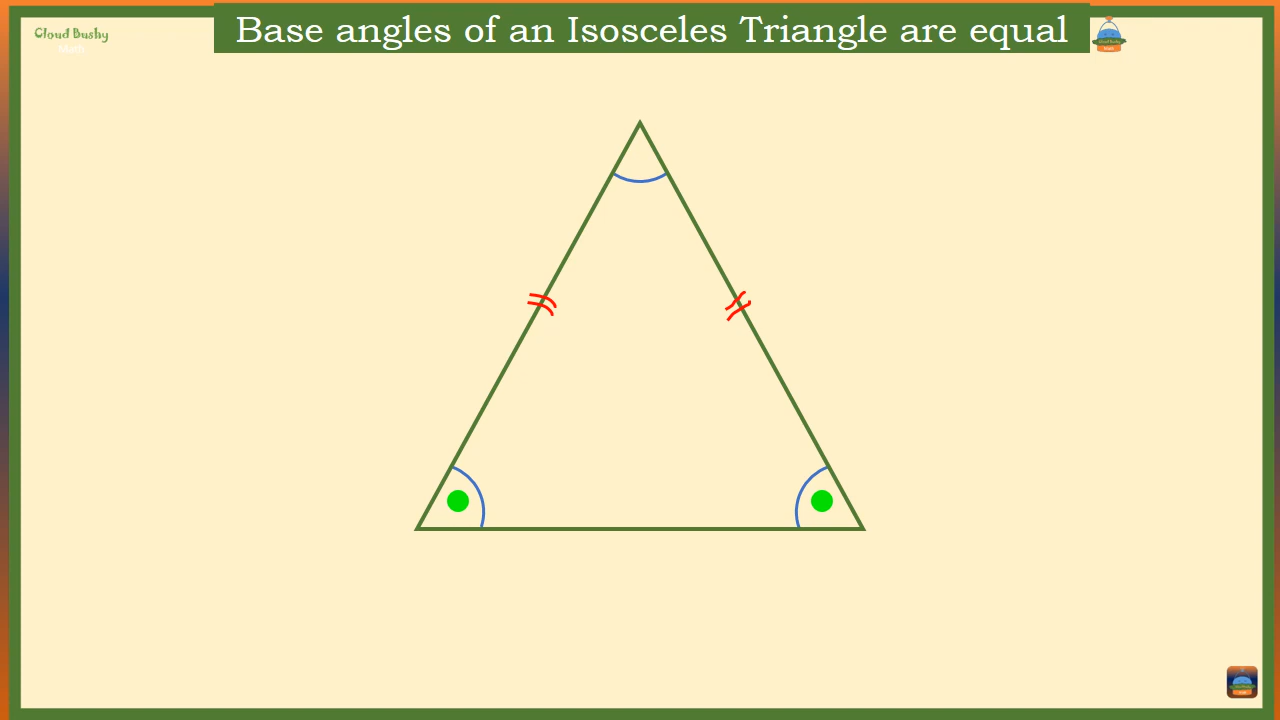 Base angles of an Isosceles Triangle are equal
Cloud Bushy
Math